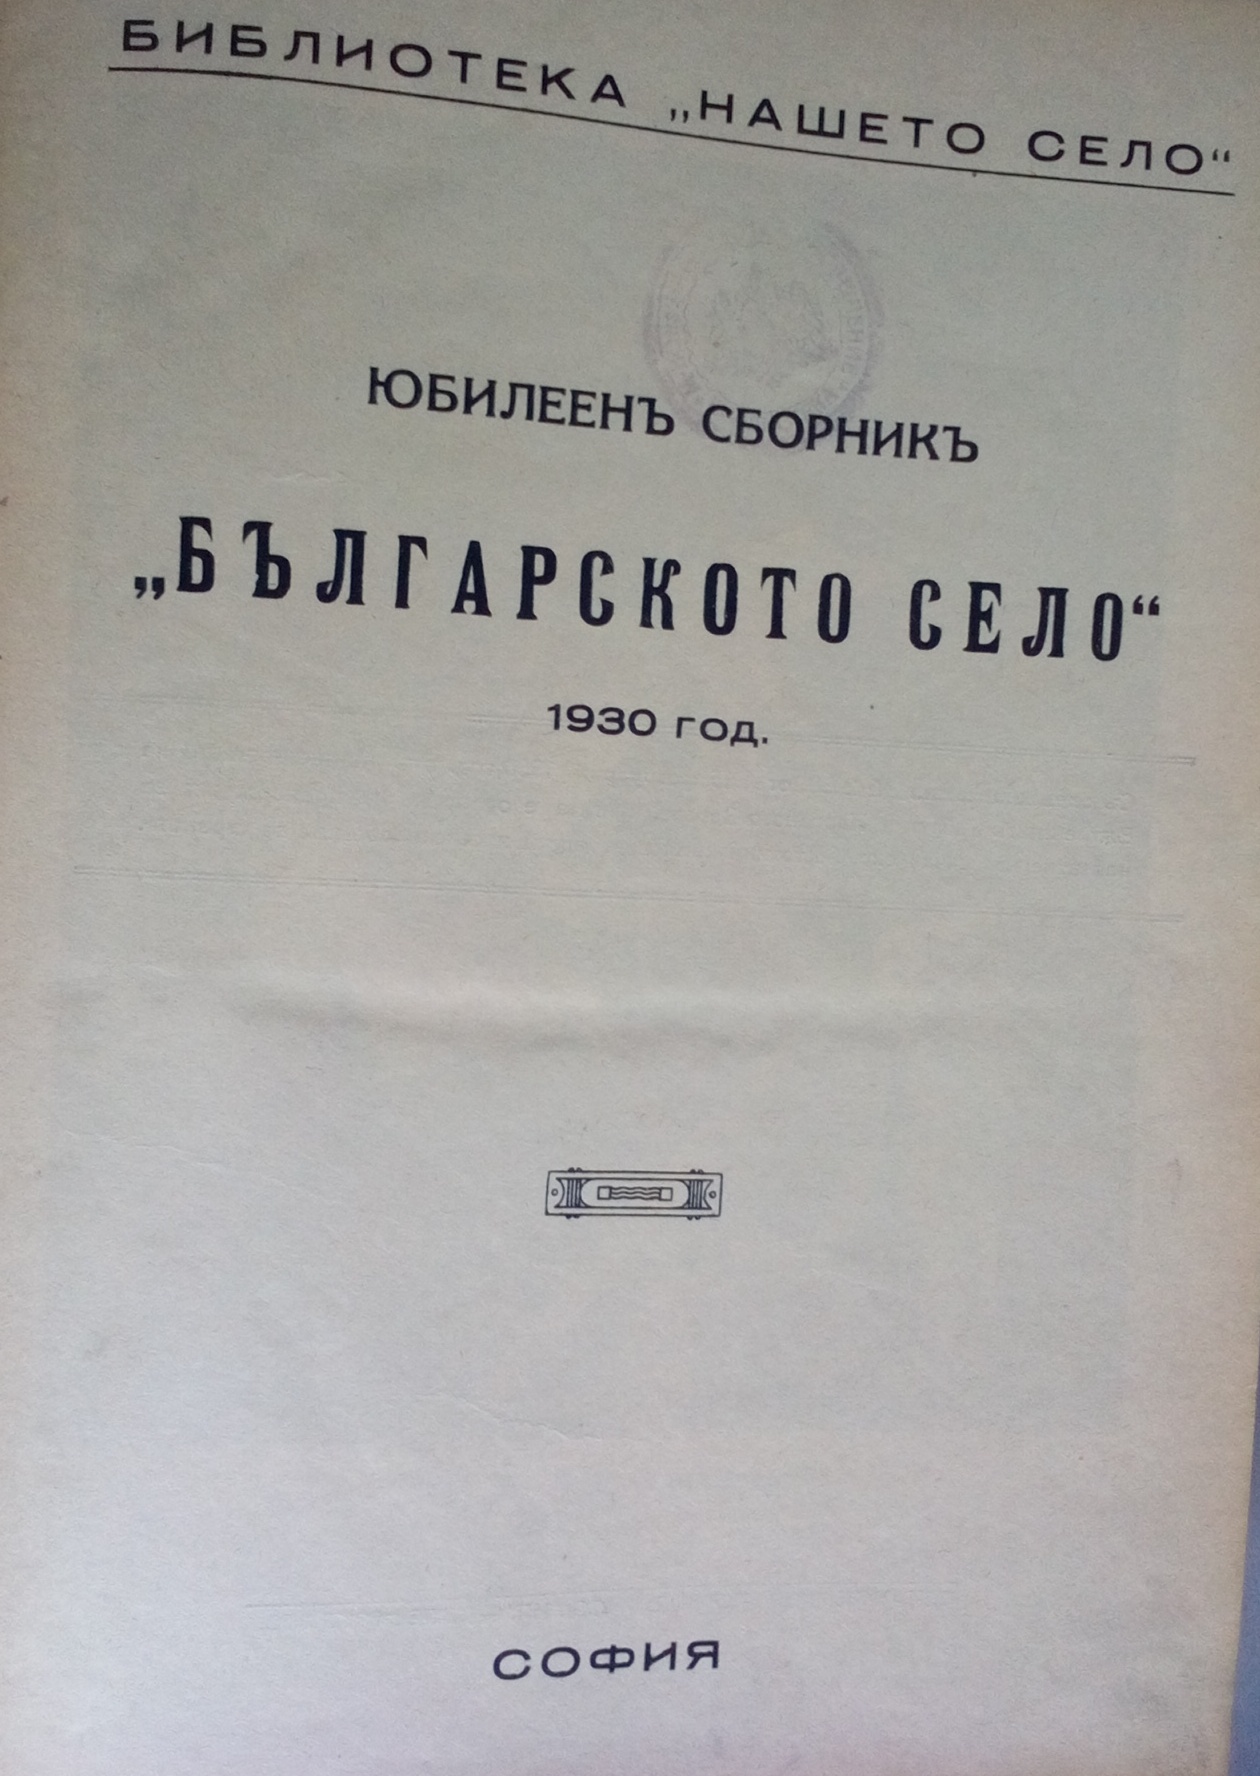 БИБЛИОТЕКА „НАШЕТО СЕЛО“
ЮБИЛЕЕНЪ СБОРНИКЪ
„БЪЛГАРСКОТО СЕЛО“
1930 год.
СОФИЯ